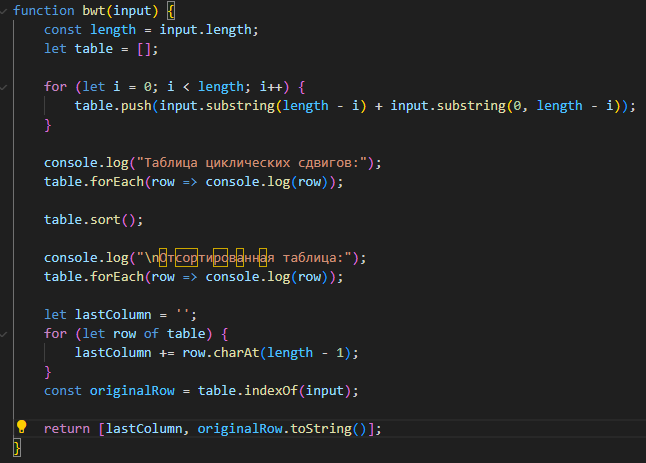 function bwt(input) {
    const length = input.length;
    let table = [];
    for (let i = 0; i < length; i++) {
        table.push(input.substring(length - i) + input.substring(0, length - i));
    }
    console.log("Таблица циклических сдвигов:");
    table.forEach(row => console.log(row));
    table.sort();
    console.log("\nОтсортированная таблица:");
    table.forEach(row => console.log(row));
    let lastColumn = '';
    for (let row of table) {
        lastColumn += row.charAt(length - 1);
    }
    const originalRow = table.indexOf(input);
    return [lastColumn, originalRow.toString()];
}